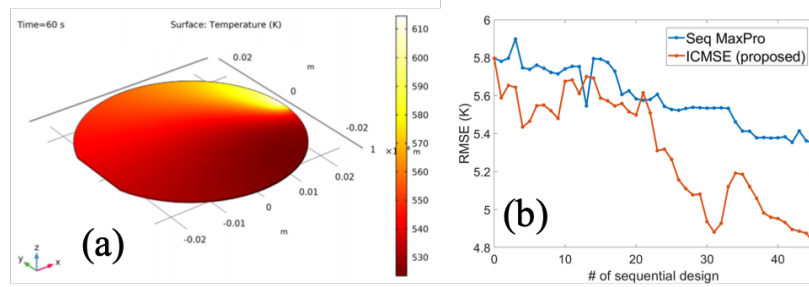 Time=60 s
Surface: Temperature (K)
0.02
m
0
-0.02
1
m
0.02
0.01
0
-0.01
-0.02
m
610
600
590
580
570
560
550
540
530
y
z
x
(a)
6
5.8
5.6
5.4
5.2
5
4.8
RMSE (K)
0
10
20
30
40
# of sequential design
Seq MaxPro
ICMSE (proposed)
(b)